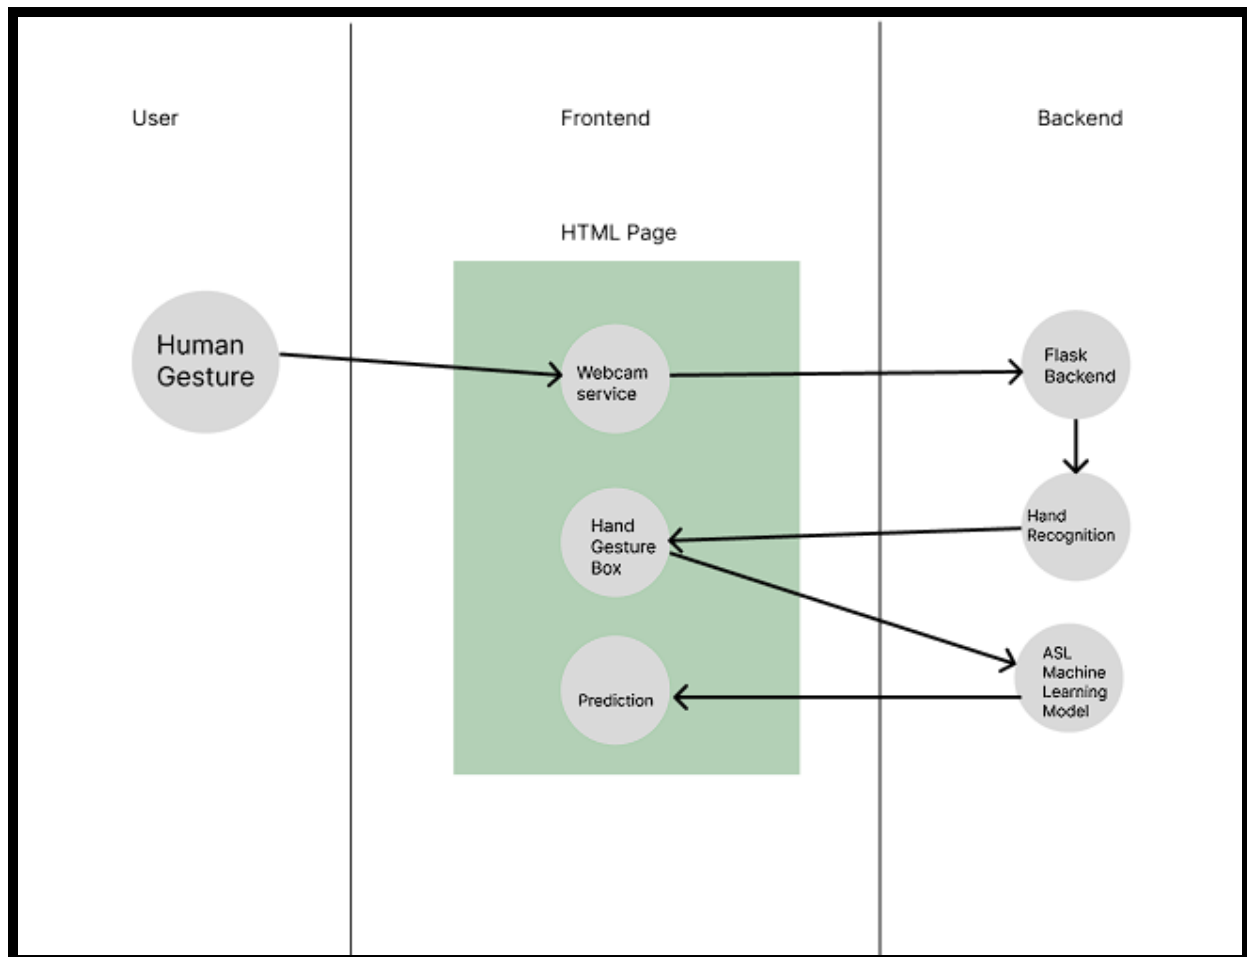 User
Frontend
Backend
HTML Page
Human
Gesture
Webcam
service
Flask
Backend
Hand
Gesture
Box
Hand
Recognition
Prediction
ASL
Machine
Learning
Model